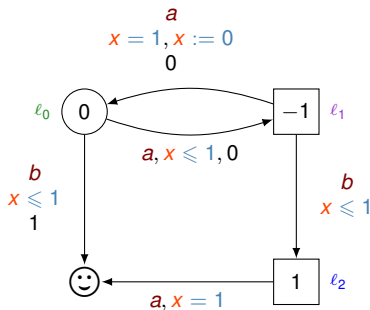 a
x = 1, x := 0
0
ℓ₀
0
−1
ℓ₁
a, x ⩽ 1, 0
b
x ⩽ 1
1
b
x ⩽ 1
1
ℓ₂
a, x = 1